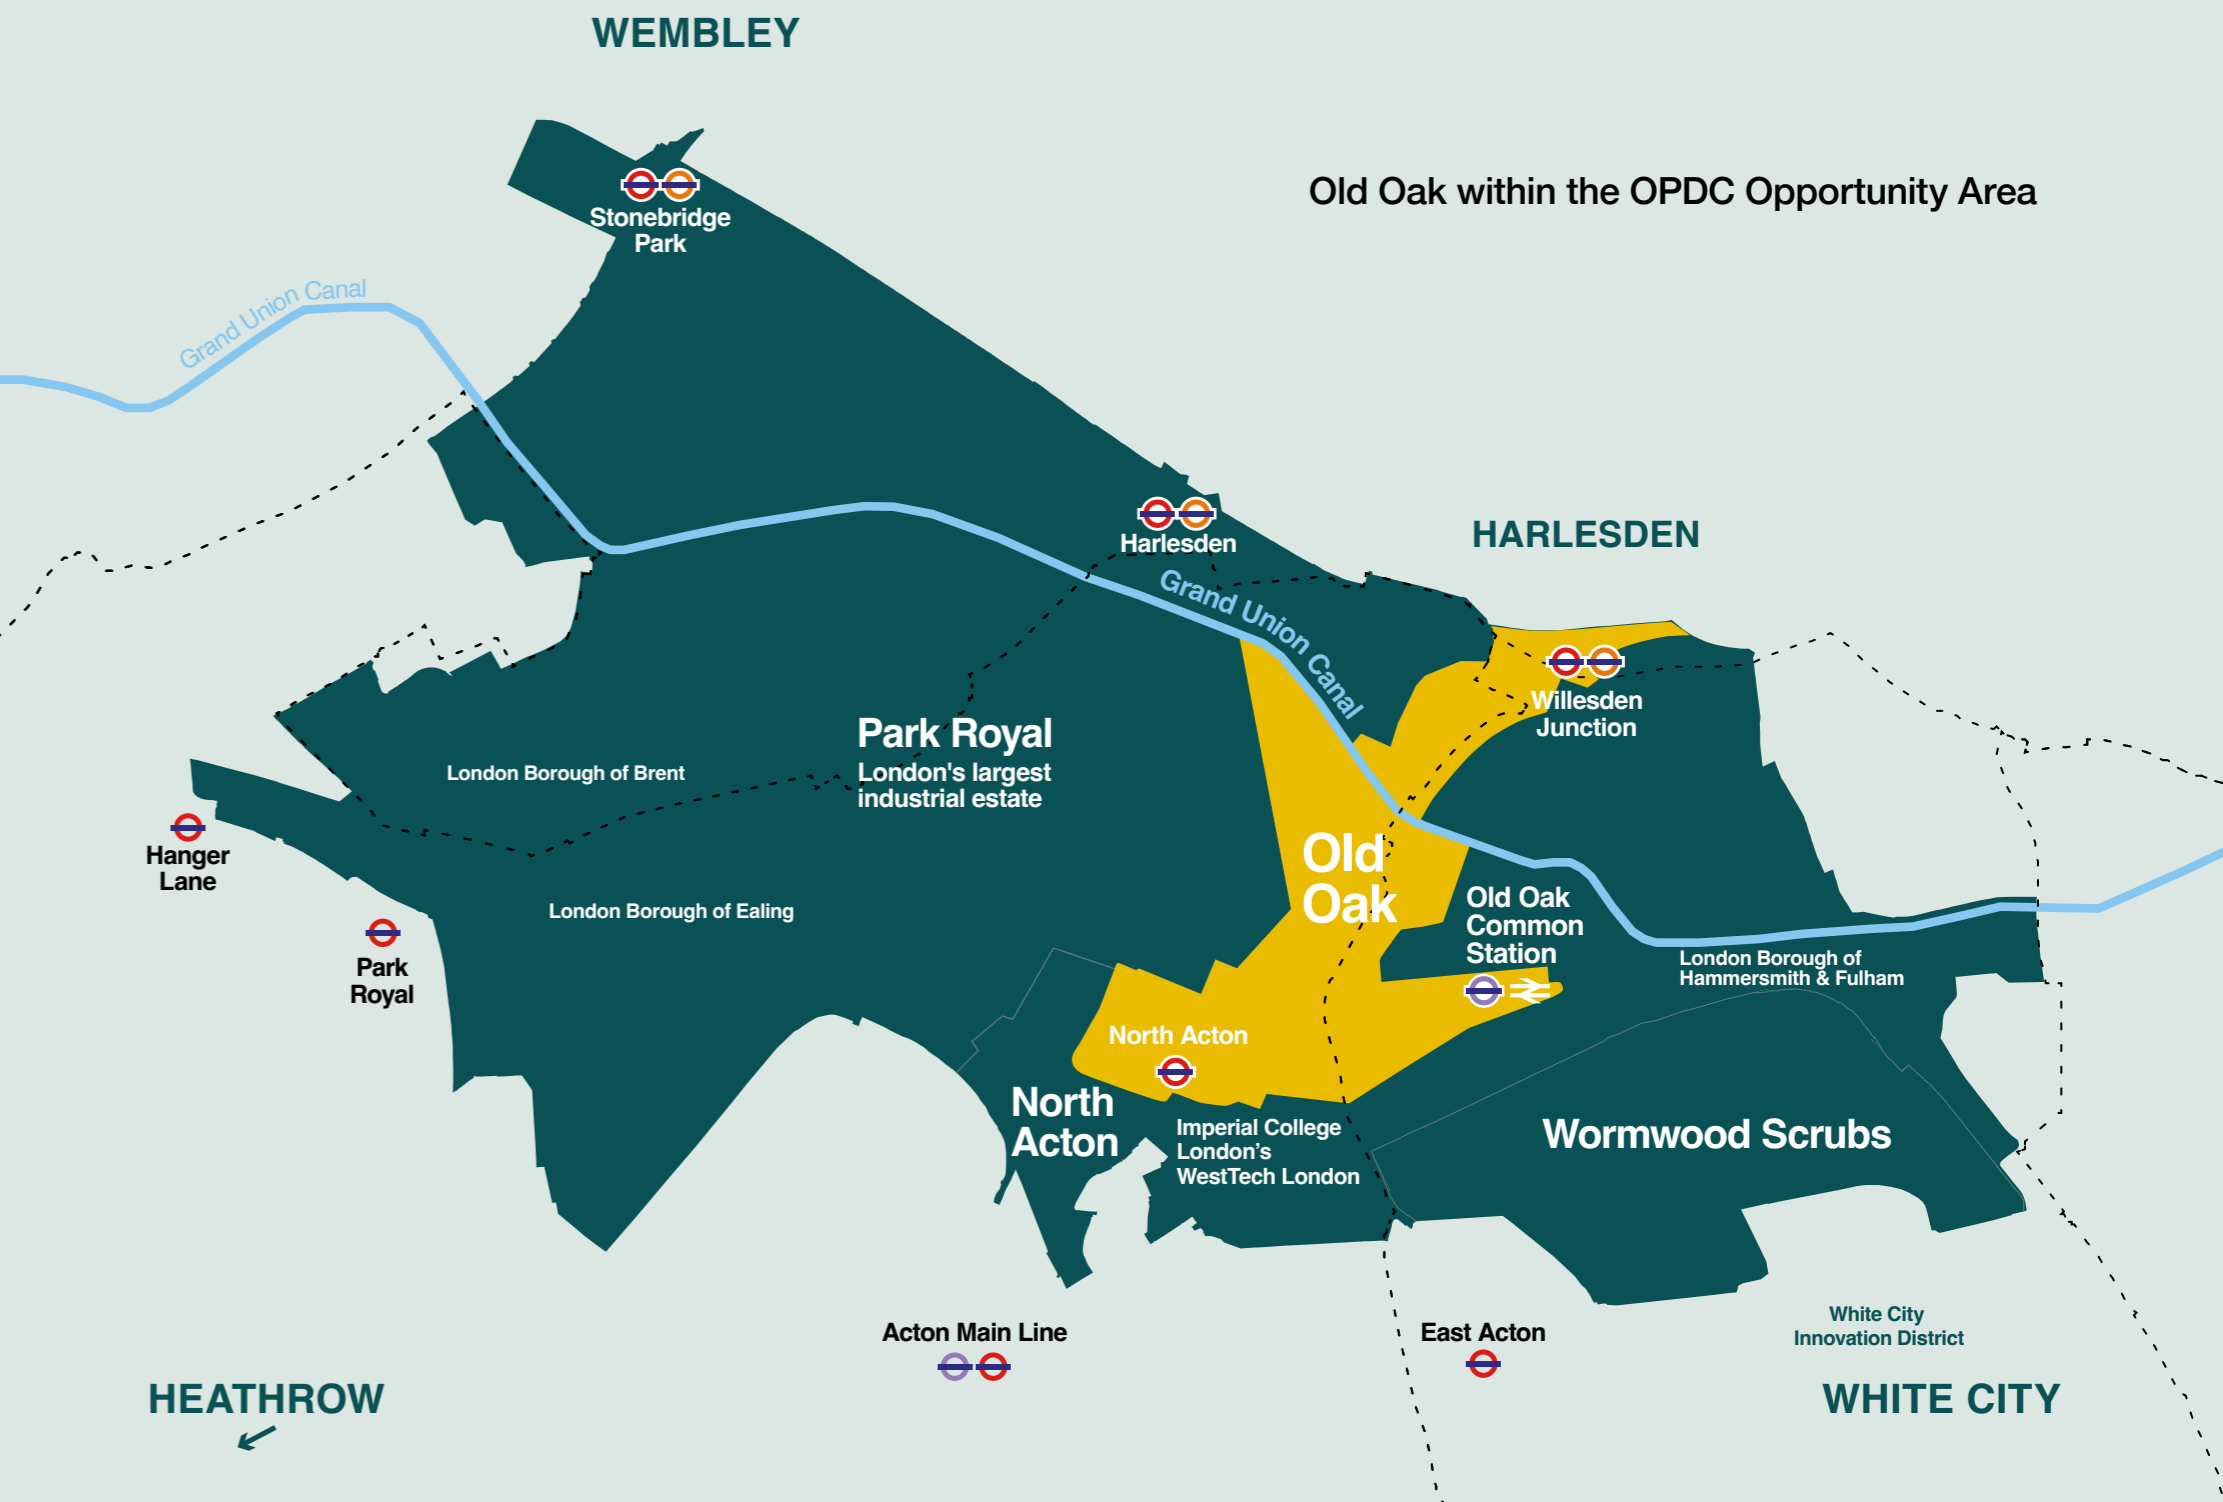 WEMBLEY
Old Oak within the OPDC Opportunity Area
Stonebridge
Park
Grand Union Canal
Harlesden
HARLESDEN
Grand Union Canal
Willesden
Junction
Park Royal
London's largest
industrial estate
London Borough of Brent
Hanger
Lane
Old
Oak
London Borough of Ealing
Old Oak
Common
Station
Park
Royal
London Borough of
Hammersmith & Fulham
North Acton
North
Acton
Imperial College
London’s
WestTech London
Wormwood Scrubs
Acton Main Line
East Acton
White City
Innovation District
HEATHROW
WHITE CITY